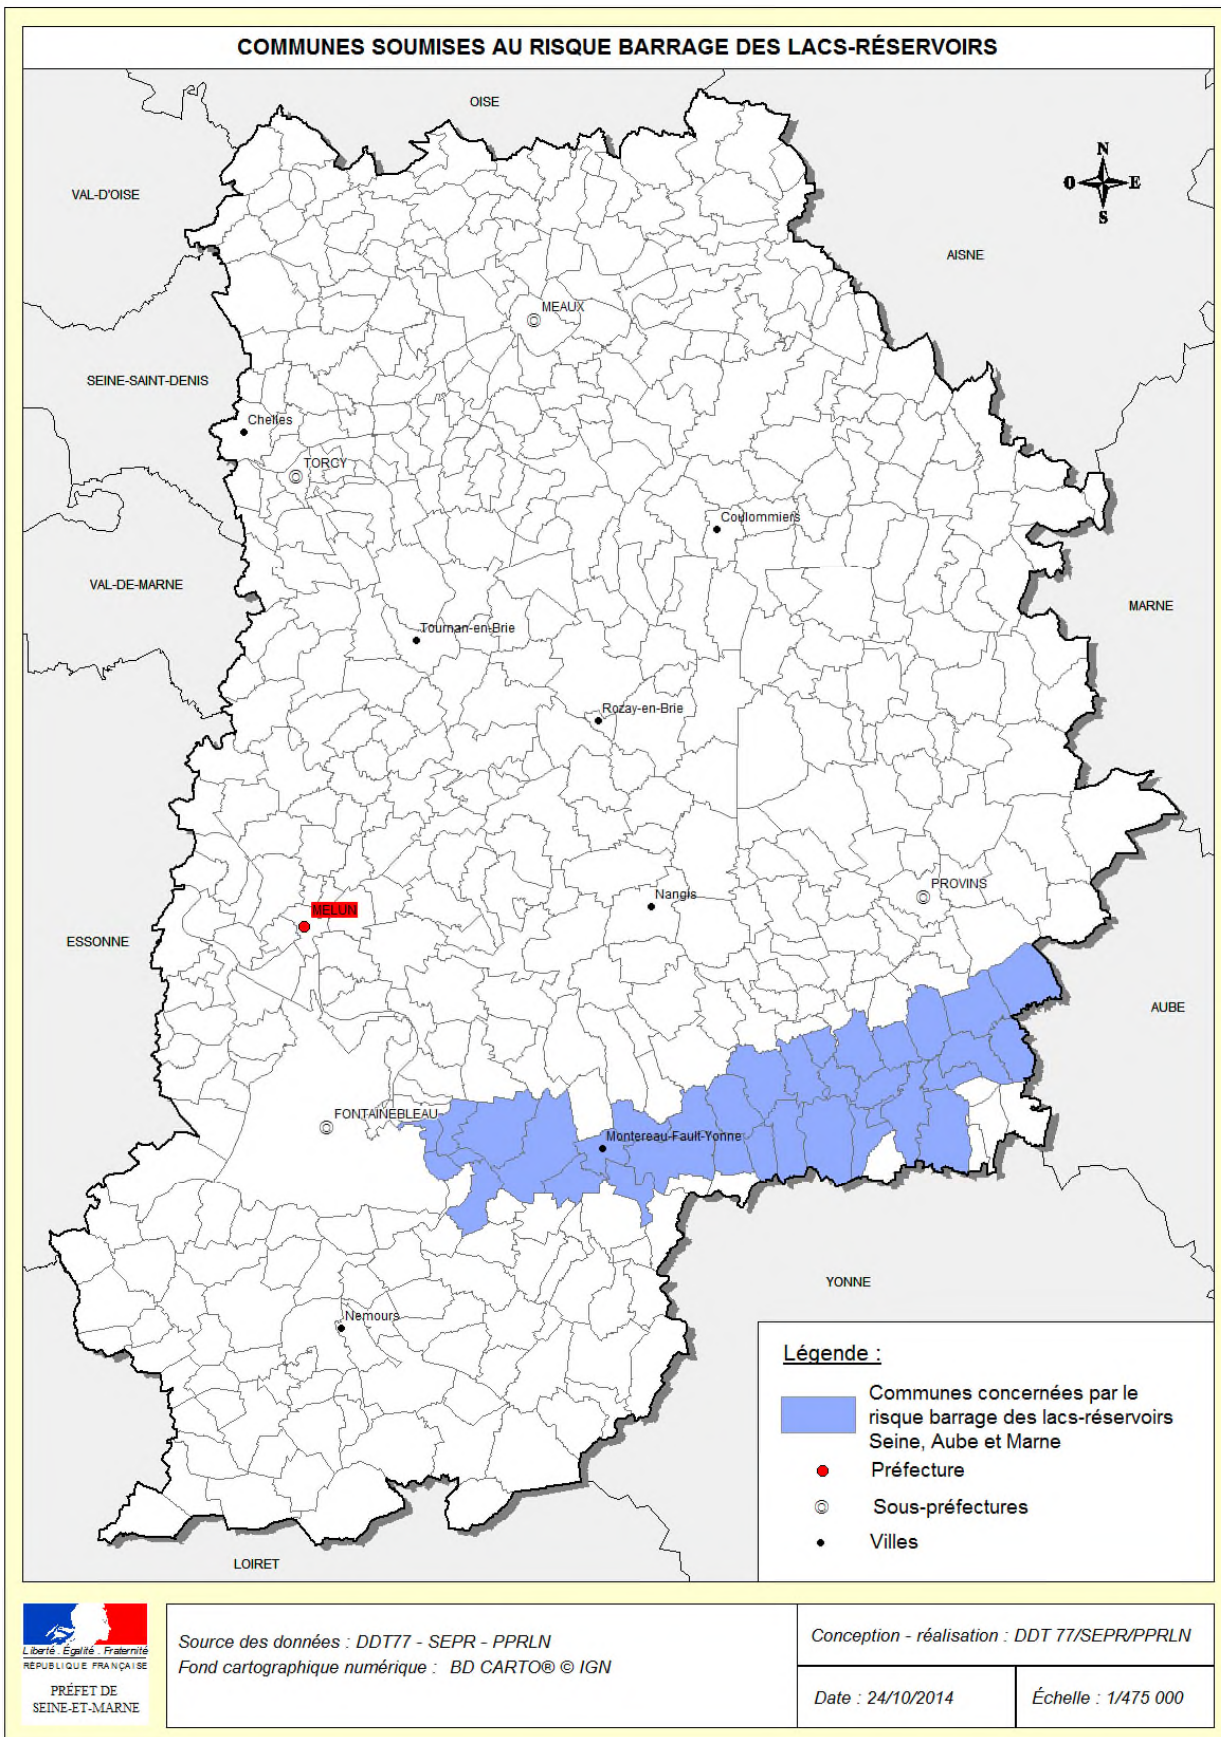 COMMUNES SOUMISES AU RISQUE BARRAGE DES LACS-RÉSERVOIRS
OISE
N
O E
S
VAL-D'OISE
AISNE
MEAUX
SEINE-SAINT-DENIS
Chelles
TORCY
Coulommiers
VAL-DE-MARNE
MARNE
Tournan-en-Brie
Rozay-en-Brie
PROVINS
Nangis
MELUN
ESSONNE
AUBE
FONTAINEBLEAU
Montereau-Fault-Yonne
YONNE
Nemours
LOIRET
Légende :
Communes concernées par le
risque barrage des lacs-réservoirs
Seine, Aube et Marne
Préfecture
Sous-préfectures
Villes
Liberté . Égalité . Fraternité
RÉPUBLIQUE FRANÇAISE
PRÉFET DE
SEINE-ET-MARNE
Source des données : DDT77 - SEPR - PPRLN
Fond cartographique numérique : BD CARTO® © IGN
Conception - réalisation : DDT 77/SEPR/PPRLN
Date : 24/10/2014
Échelle : 1/475 000